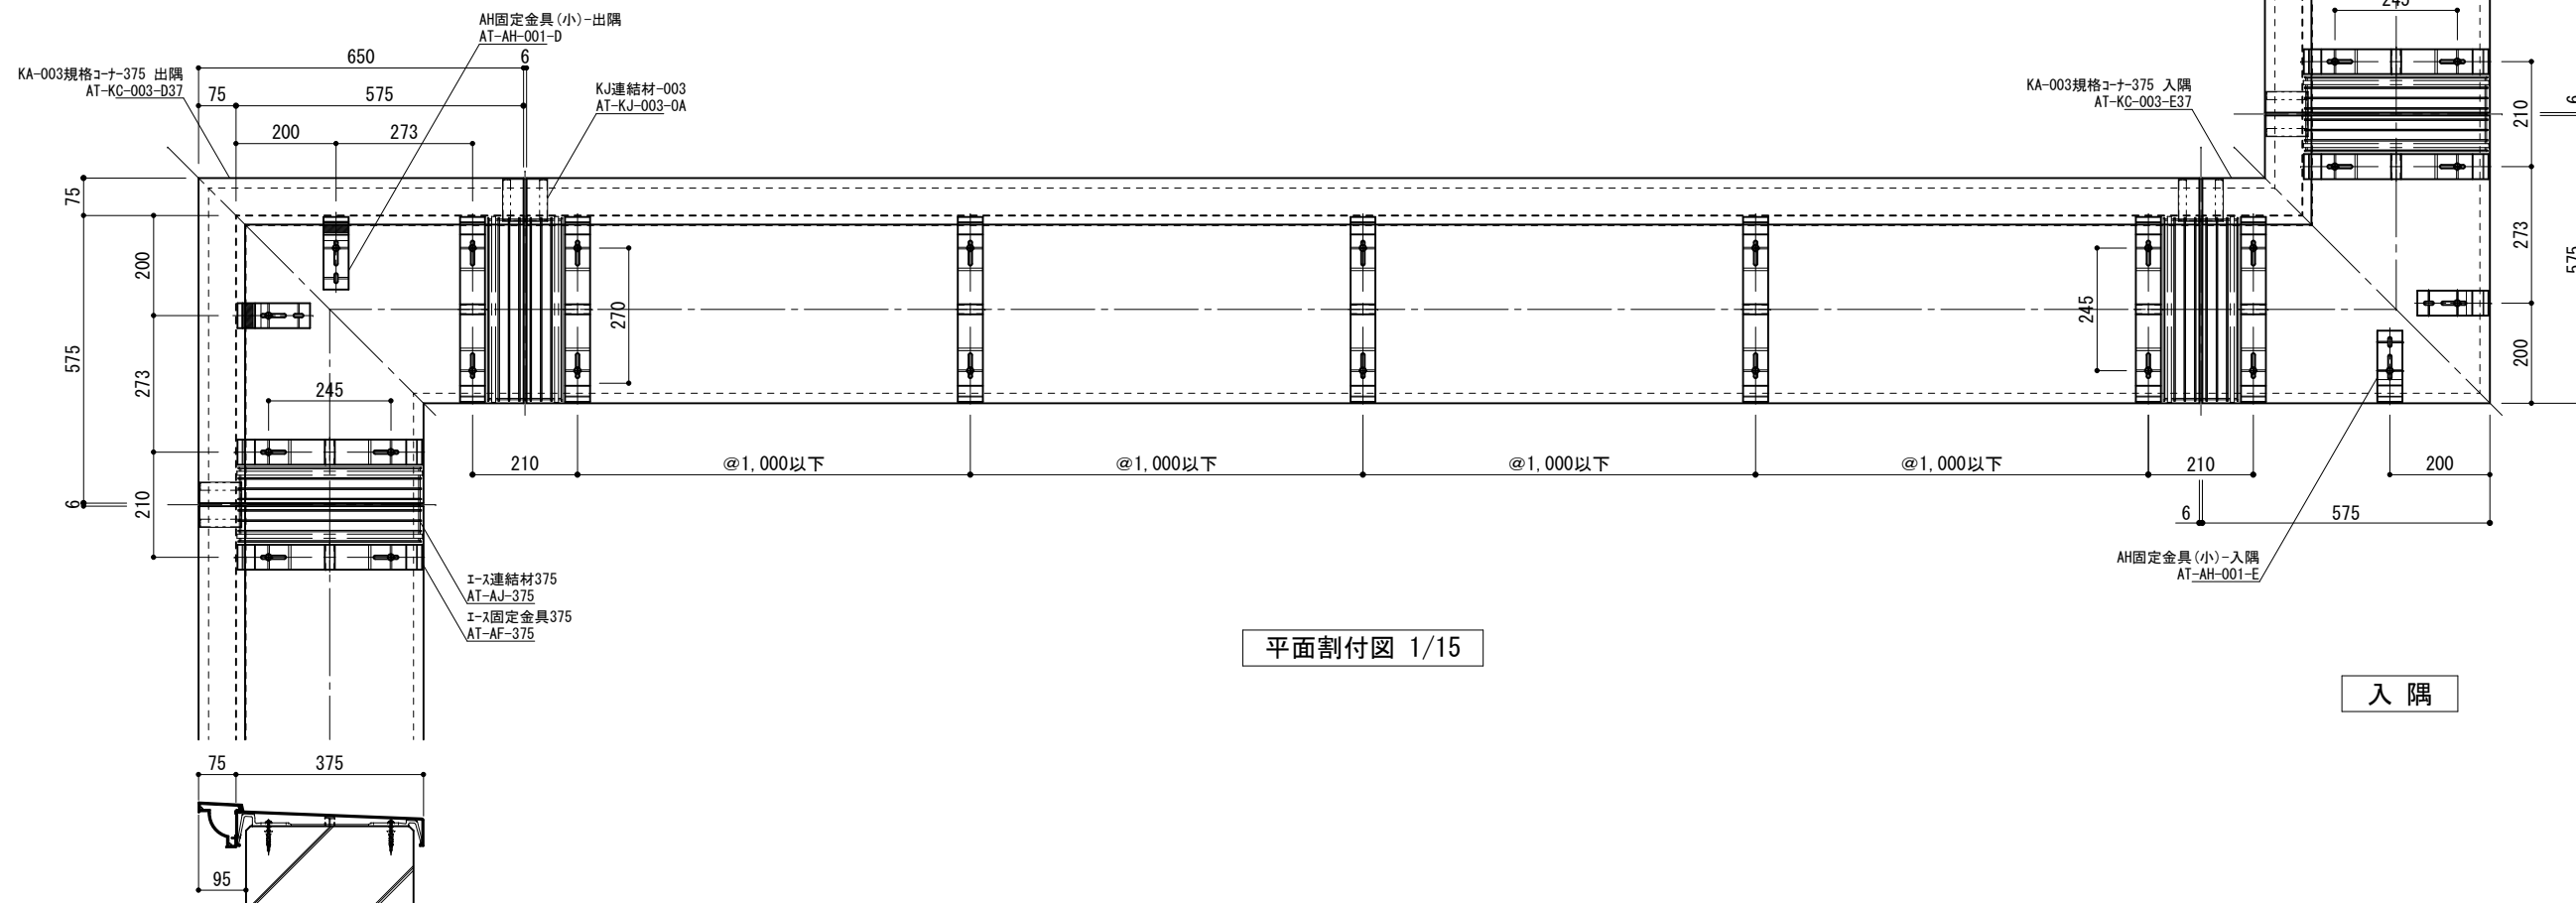 AH固定金具(小)-出隅
AT-AH-001-D
245
650
6
KA-003規格ｺｰﾅｰ375 出隅
AT-KC-003-D37
KJ連結材-003
AT-KJ-003-0A
KA-003規格ｺｰﾅｰ375 入隅
AT-KC-003-E37
75
575
200
273
210
6
75
200
575
273
245
6
210
270
245
273
575
200
210
@1,000以下
@1,000以下
@1,000以下
@1,000以下
210
200
6
575
AH固定金具(小)-入隅
AT-AH-001-E
ｴｰｽ連結材375
AT-AJ-375
ｴｰｽ固定金具375
AT-AF-375
平面割付図 1/15
入 隅
75
375
95